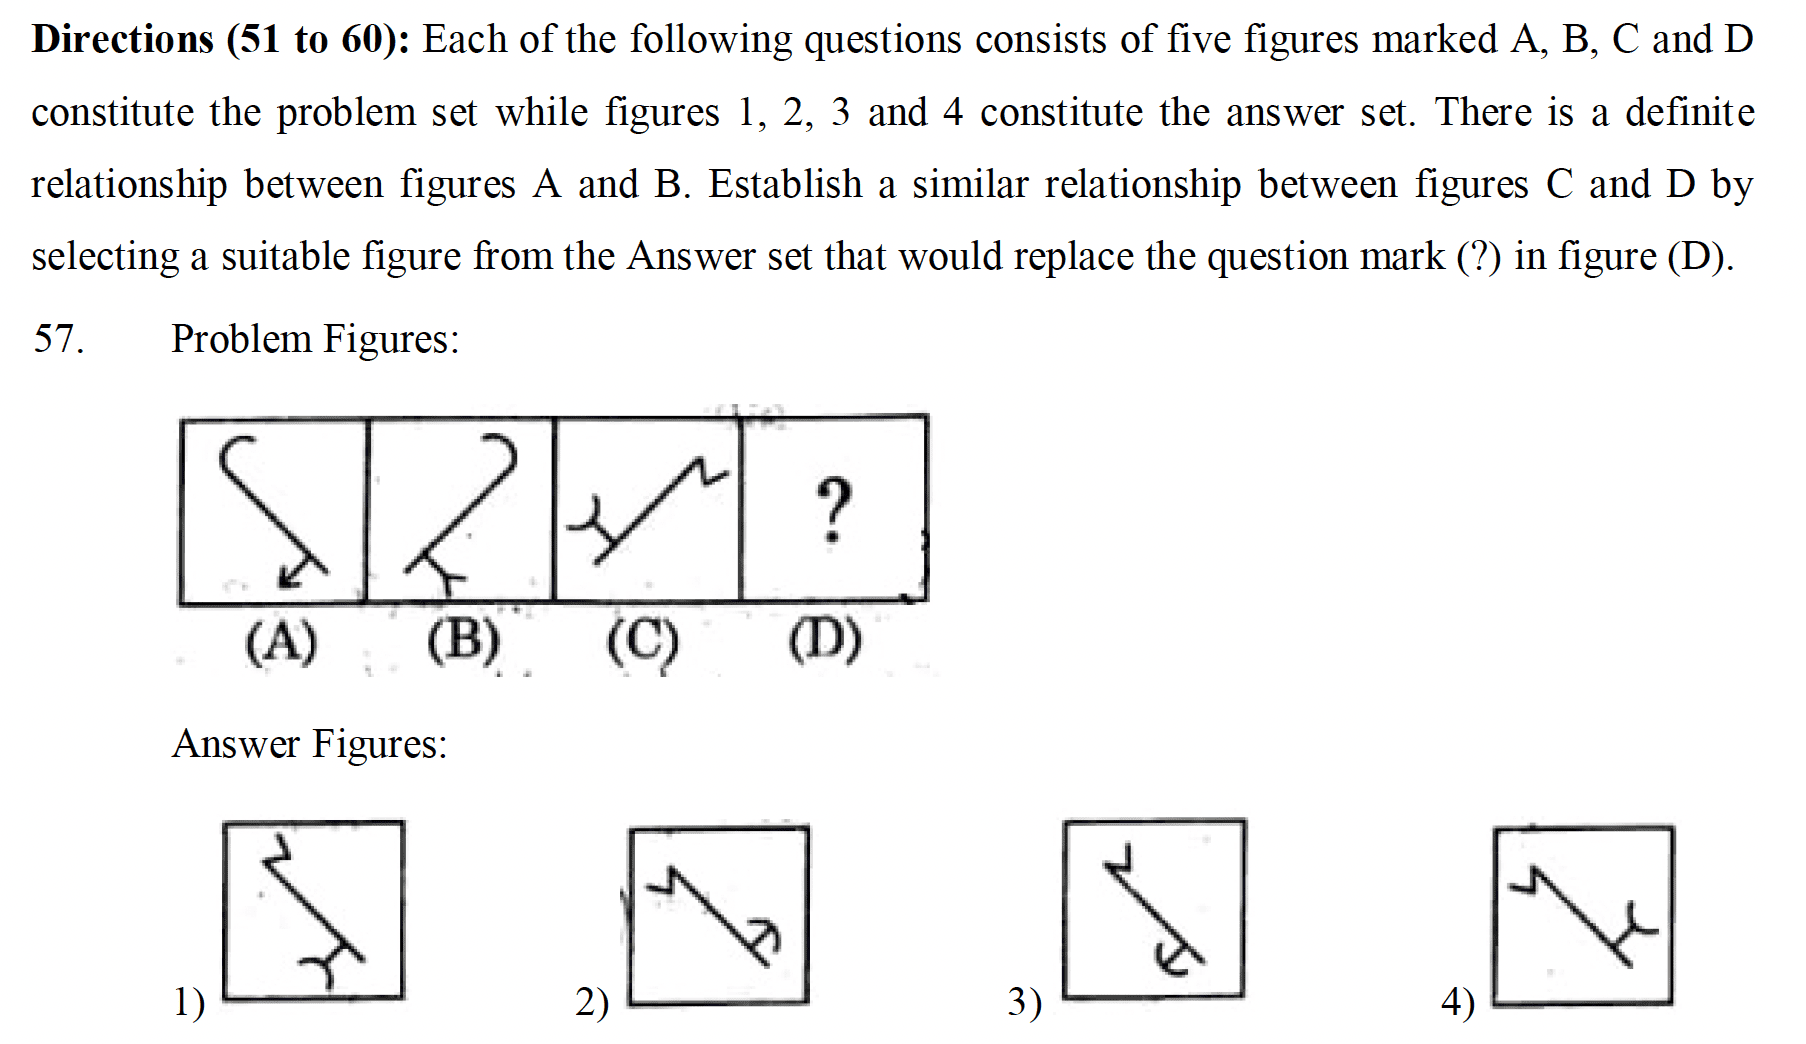 Directions (51 to 60): Each of the following questions consists of five figures marked A, B, C and D
constitute the problem set while figures 1, 2, 3 and 4 constitute the answer set. There is a definite
relationship between figures A and B. Establish a similar relationship between figures C and D by
selecting a suitable figure from the Answer set that would replace the question mark (?) in figure (D).
57. Problem Figures:
?
(A) (B) (C) (D)
Answer Figures:
1) 2) 3) 4)